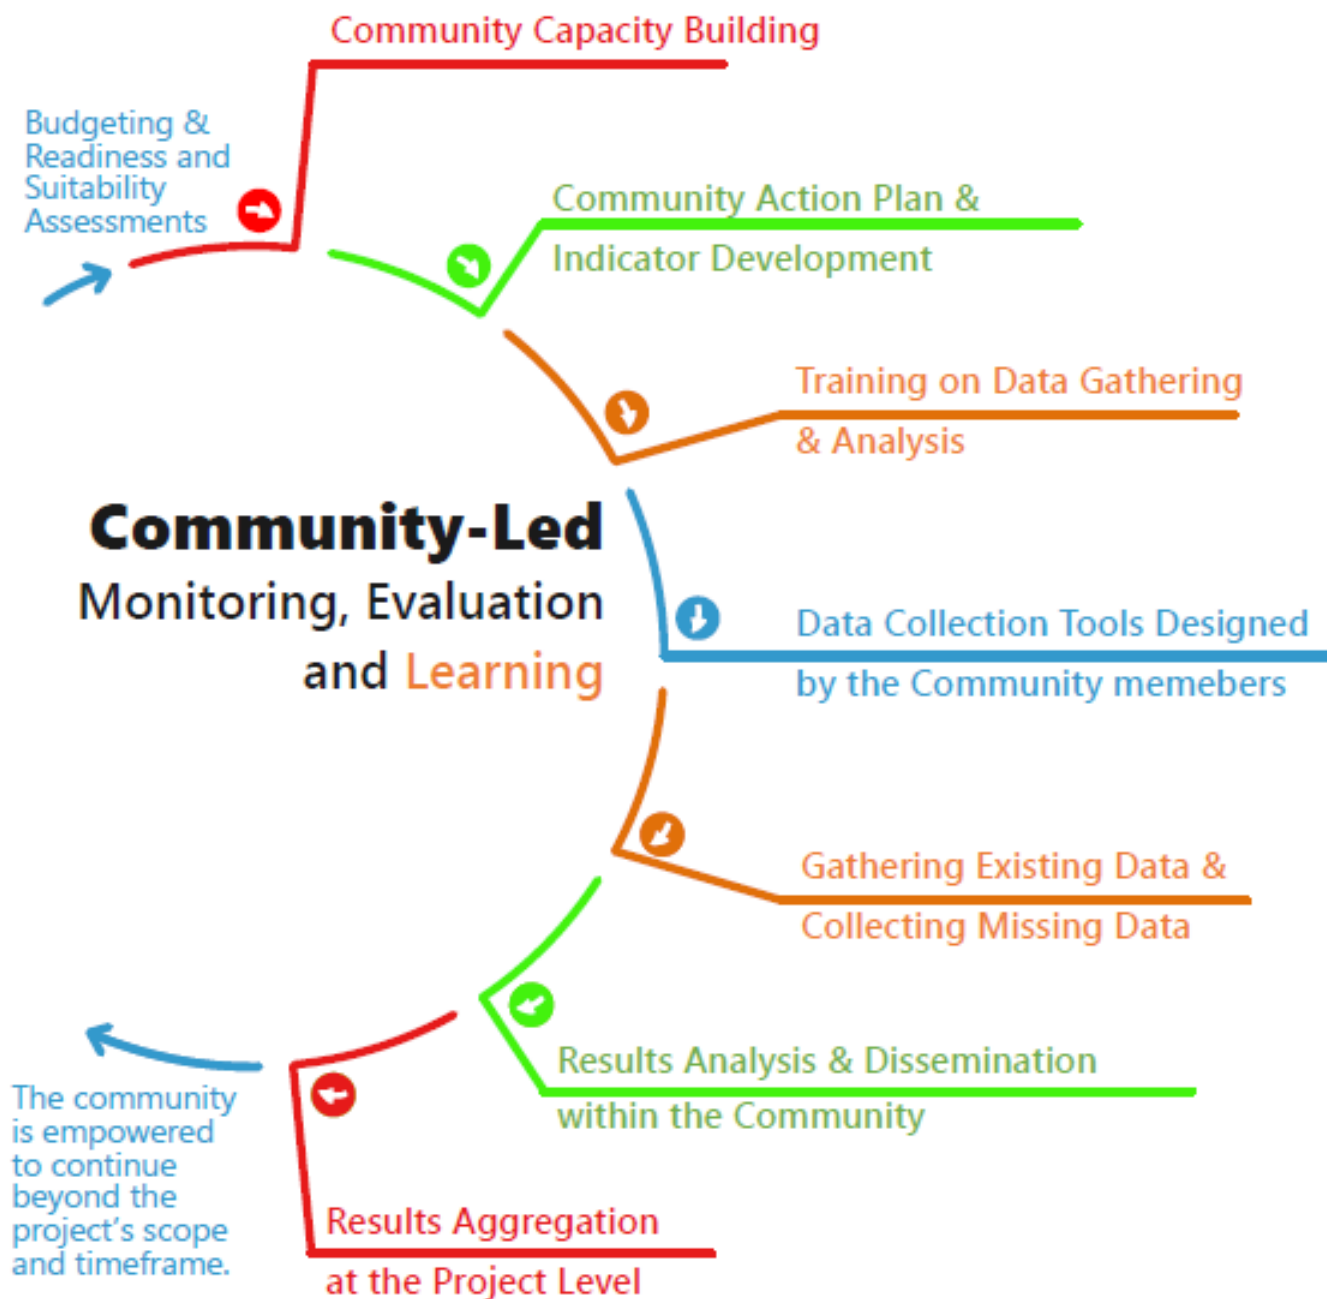 Community Capacity Building
Budgeting &
Readiness and
Suitability
Assessments
Community Action Plan &
Indicator Development
Training on Data Gathering
& Analysis
Community-Led
Monitoring, Evaluation
and Learning
Data Collection Tools Designed
by the Community memebers
Gathering Existing Data &
Collecting Missing Data
Results Analysis & Dissemination
within the Community
The community
is empowered
to continue
beyond the
project's scope
and timeframe.
Results Aggregation
at the Project Level